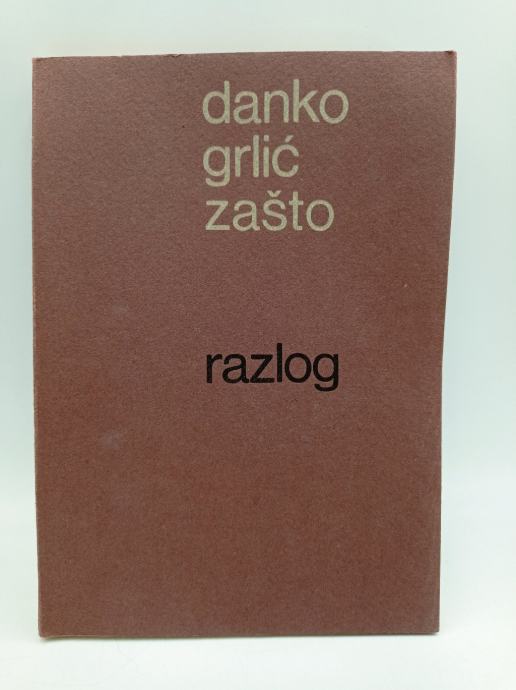 danko
grlić
zašto
razlog